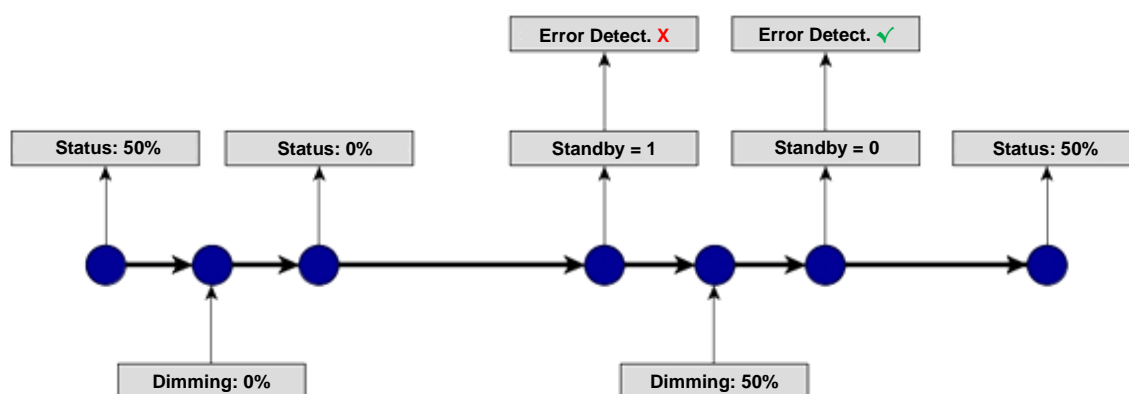 Error Detect. X
Error Detect. ✓
Status: 50%
Status: 0%
Standby = 1
Standby = 0
Status: 50%
Dimming: 0%
Dimming: 50%